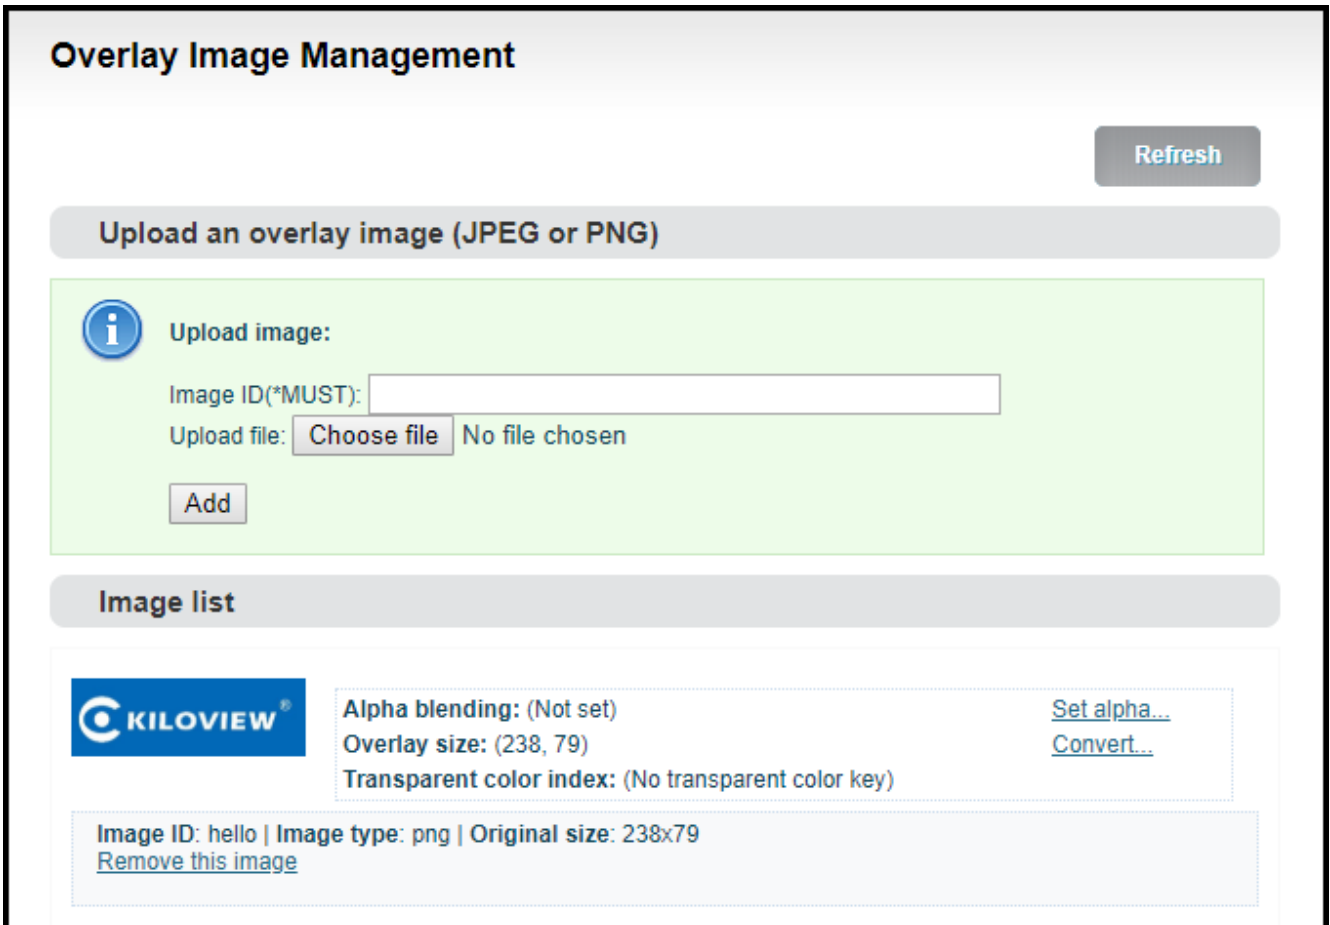 Overlay Image Management
Refresh
Upload an overlay image (JPEG or PNG)
Upload image:
Image ID(*MUST):
Upload file: Choose file No file chosen
Add
Image list
KILOVIEW®
Alpha blending: (Not set) Set alpha...
Overlay size: (238, 79) Convert...
Transparent color index: (No transparent color key)
Image ID: hello | Image type: png | Original size: 238x79
Remove this image